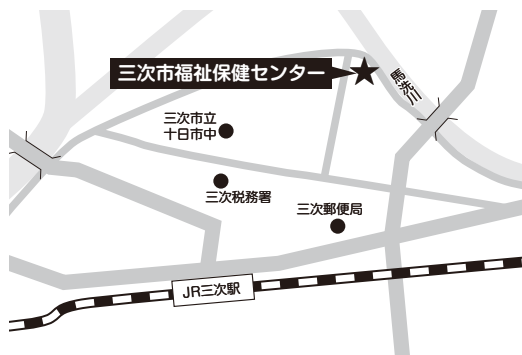 三次市福祉保健センター
馬洗川
三次市立
十日市中
三次税務署
三次郵便局
JR三次駅